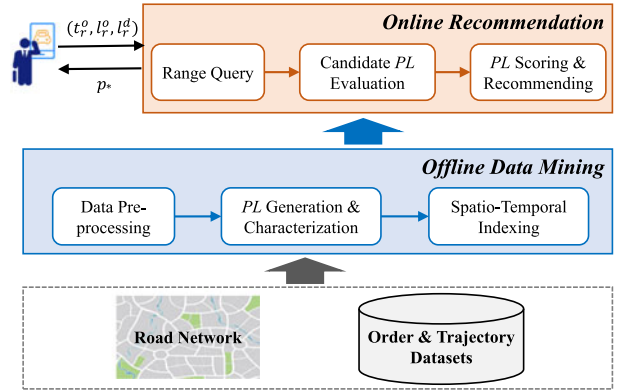 Online Recommendation
(t_r^o, l_r^o, l_r^d)
p_*
Range Query
Candidate PL
Evaluation
PL Scoring &
Recommending
Offline Data Mining
Data Pre-
processing
PL Generation &
Characterization
Spatio-Temporal
Indexing
Road Network
Order & Trajectory
Datasets